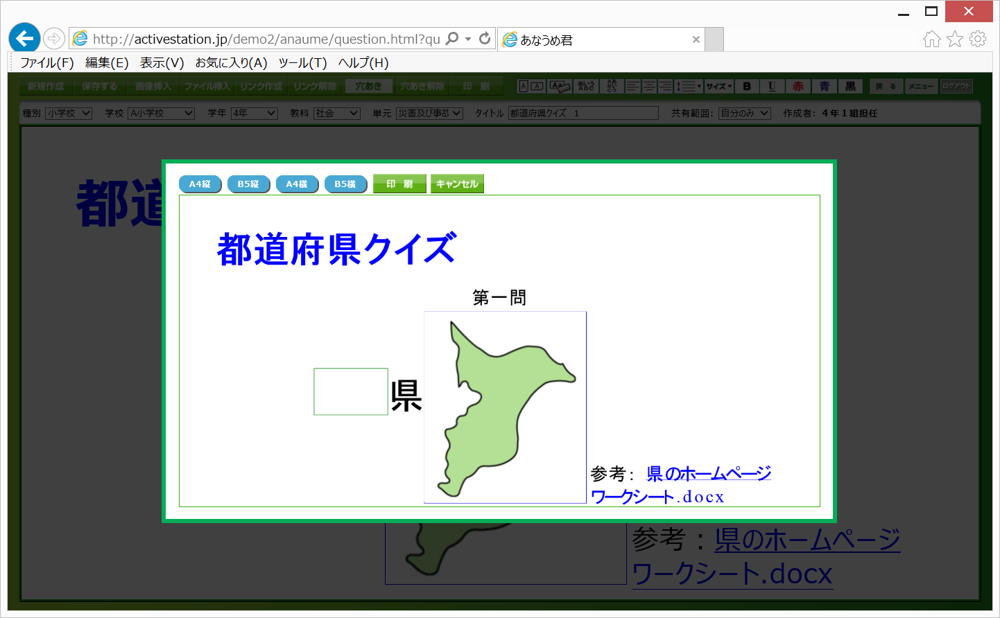 http://activestation.jp/demo2/anaume/question.html?qu
あなうめ君
ファイル(F) 編集(E) 表示(V) お気に入り(A) ツール(T) ヘルプ(H)
新規作成 保存する 画像挿入 ファイル挿入 リンク作成 リンク解除 穴あき 穴あき解除 印 刷 サイズ B U 赤 青 黒 戻 る メニュー ログアウト
種別 小学校 学校 A小学校 学年 4年 教科 社会 単元 災害及び事故 タイトル 都道府県クイズ 1 共有範囲: 自分のみ 作成者: 4年1組担任
都道
A4縦 B5縦 A4横 B5横 印 刷 キャンセル
都道府県クイズ
第一問
県
参考: 県のホームページ
ワークシート.docx
参考：県のホームページ
ワークシート.docx